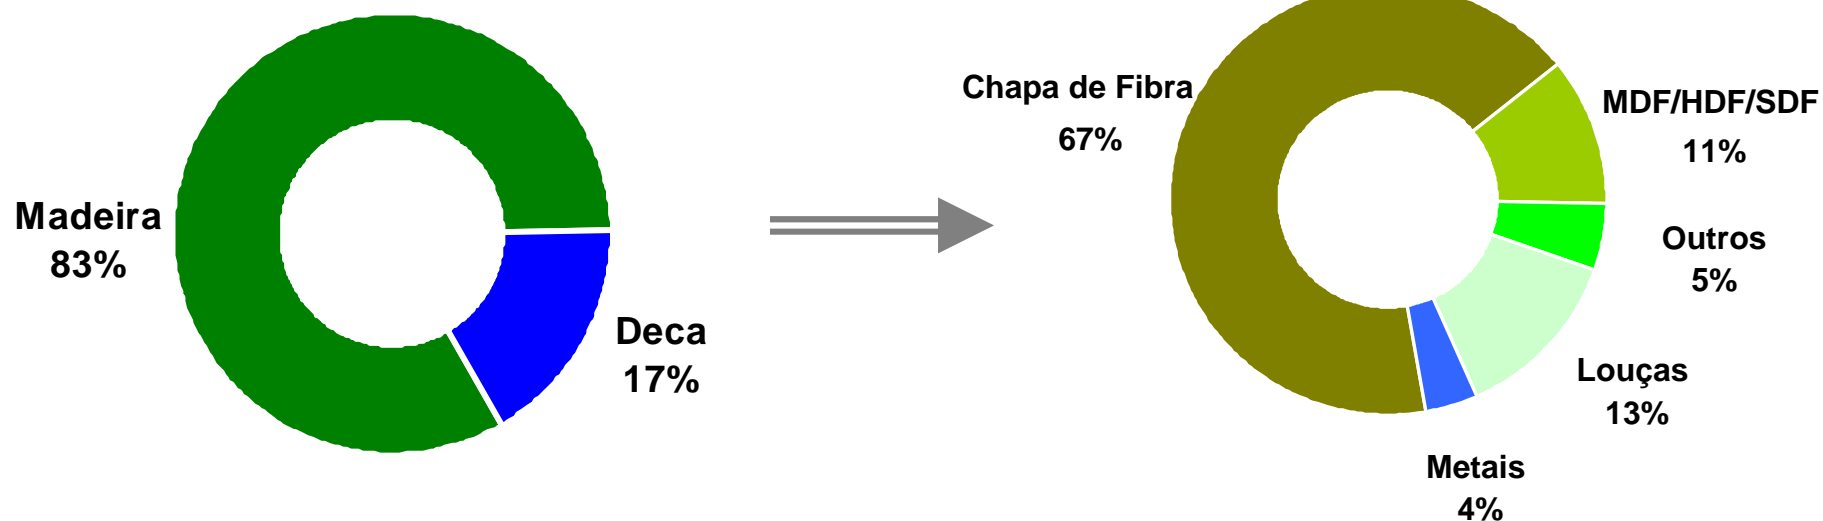 Madeira
83%
Deca
17%
Chapa de Fibra
67%
MDF/HDF/SDF
11%
Outros
5%
Louças
13%
Metais
4%